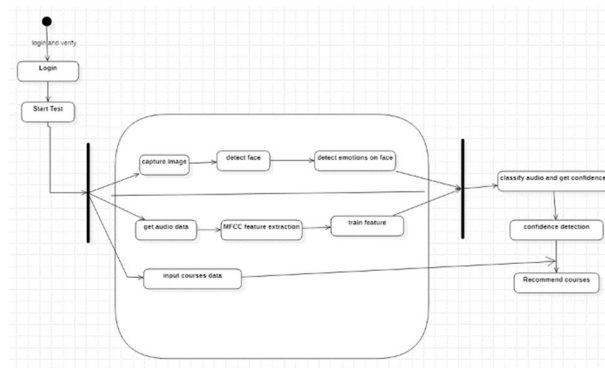 login and verify
Login
Start Test
capture image
detect face
detect emotions on face
get audio data
MFCC feature extraction
train feature
input courses data
classify audio and get confidence
confidence detection
Recommend courses